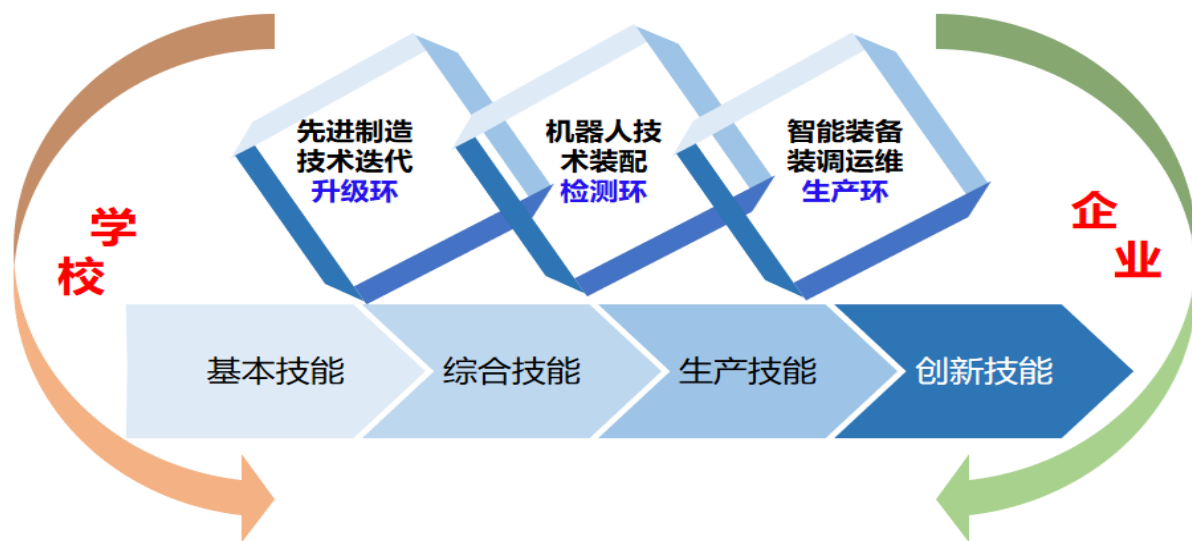 先进制造
技术迭代
升级环
机器人技
术装配
检测环
智能装备
装调运维
生产环
学
校
企
业
基本技能
综合技能
生产技能
创新技能